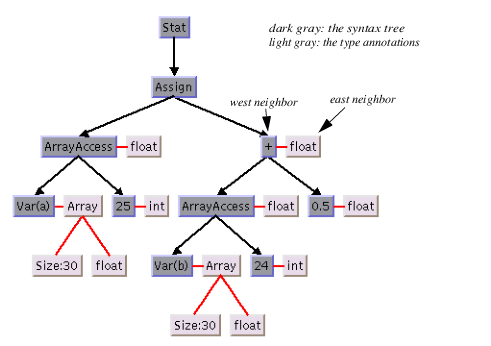 Stat
dark gray: the syntax tree
light gray: the type annotations
Assign
west neighbor
east neighbor
ArrayAccess float
+ float
Var(a) Array 25 int
ArrayAccess float 0.5 float
Size:30 float
Var(b) Array 24 int
Size:30 float